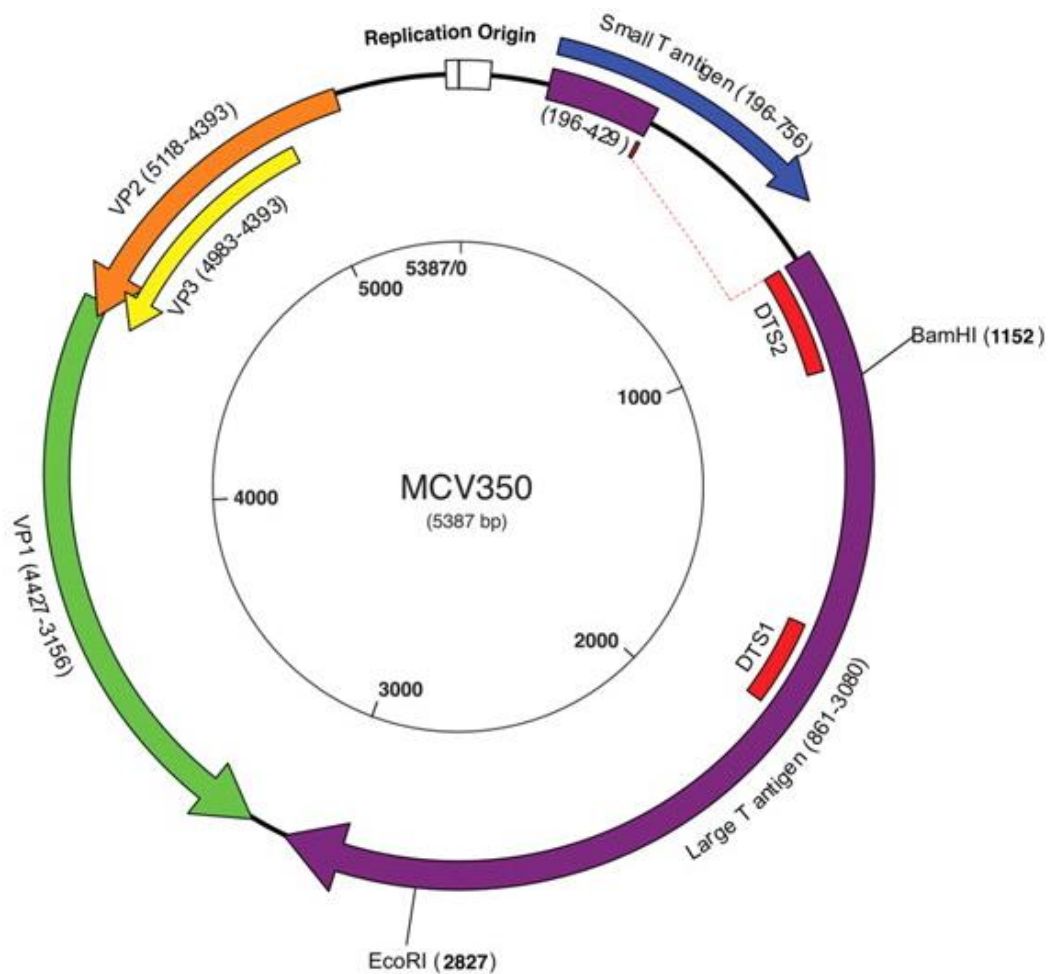 Replication Origin
Small T antigen (196-756)
(196-429)
VP2 (5118-4393)
VP3 (4983-4393)
5387/0
5000
DTS2
BamHI (1152)
1000
MCV350
(5387 bp)
4000
VP1 (4427-3156)
DTS1
2000
3000
Large T antigen (861-3080)
EcoRI (2827)